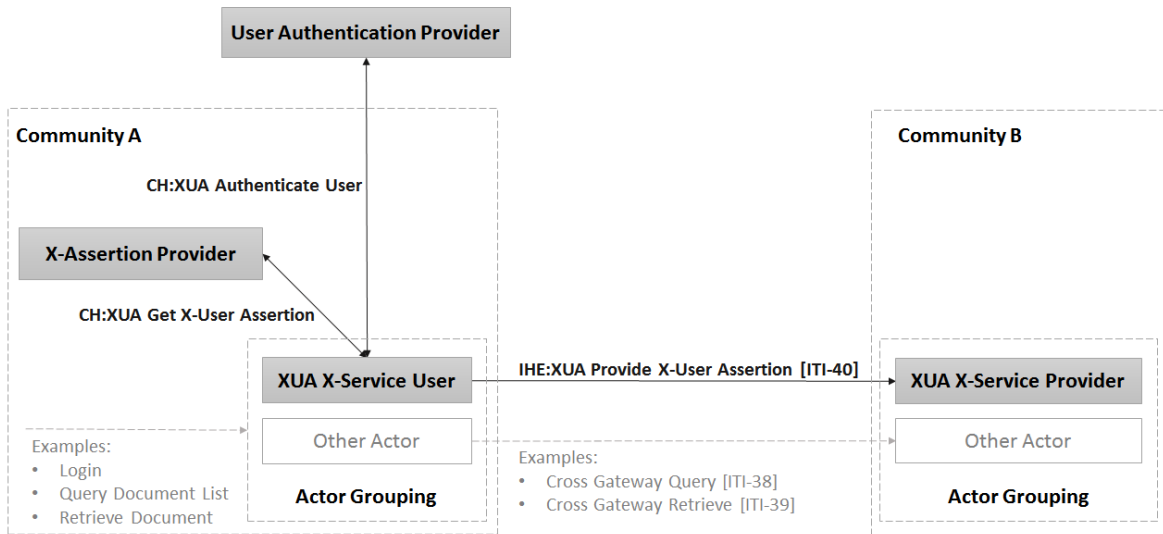 User Authentication Provider
Community A
Community B
CH:XUA Authenticate User
X-Assertion Provider
CH:XUA Get X-User Assertion
XUA X-Service User
IHE:XUA Provide X-User Assertion [ITI-40]
XUA X-Service Provider
Other Actor
Other Actor
Examples:
• Login
• Query Document List
• Retrieve Document
Actor Grouping
Examples:
• Cross Gateway Query [ITI-38]
• Cross Gateway Retrieve [ITI-39]
Actor Grouping